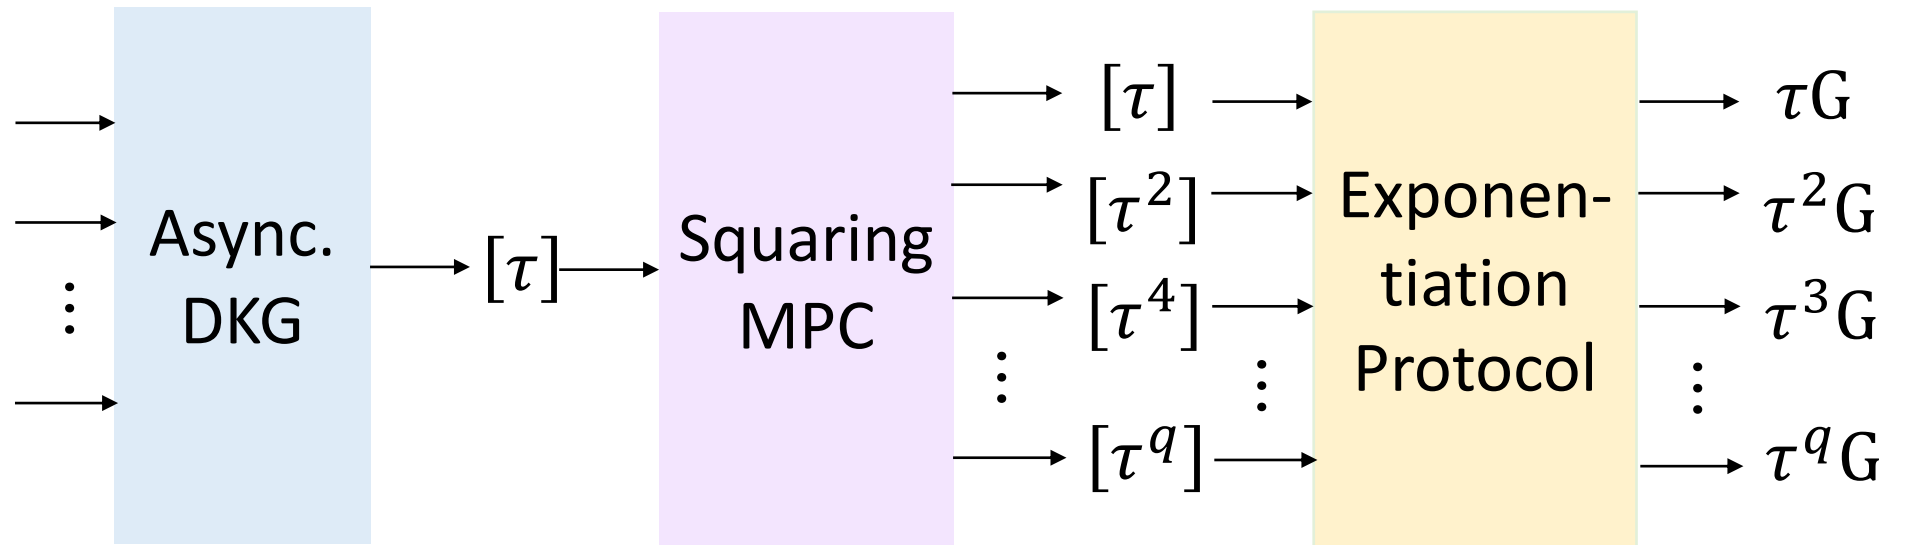 Async.
DKG
[τ]
Squaring
MPC
[τ]
[τ²]
[τ⁴]
⋮
[τ^q]
Exponen-
tiation
Protocol
τG
τ²G
τ³G
⋮
τ^qG